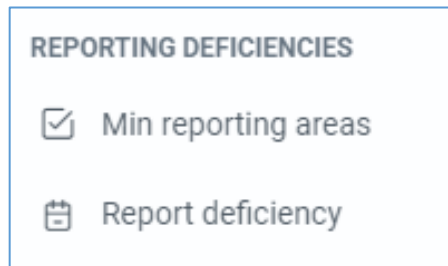 REPORTING DEFICIENCIES
Min reporting areas
Report deficiency